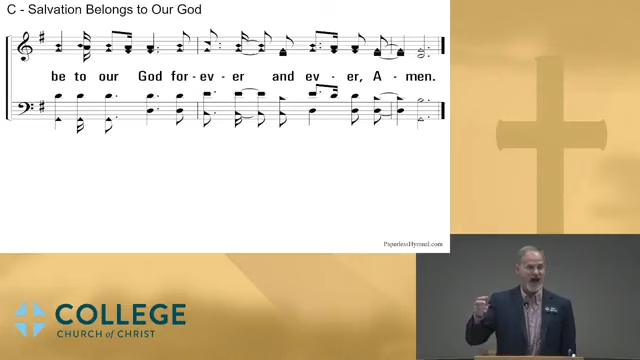 C - Salvation Belongs to Our God
be to our God for-ev-er and ev-er, A-men.
PaperlessHymnal.com
COLLEGE
CHURCH of CHRIST